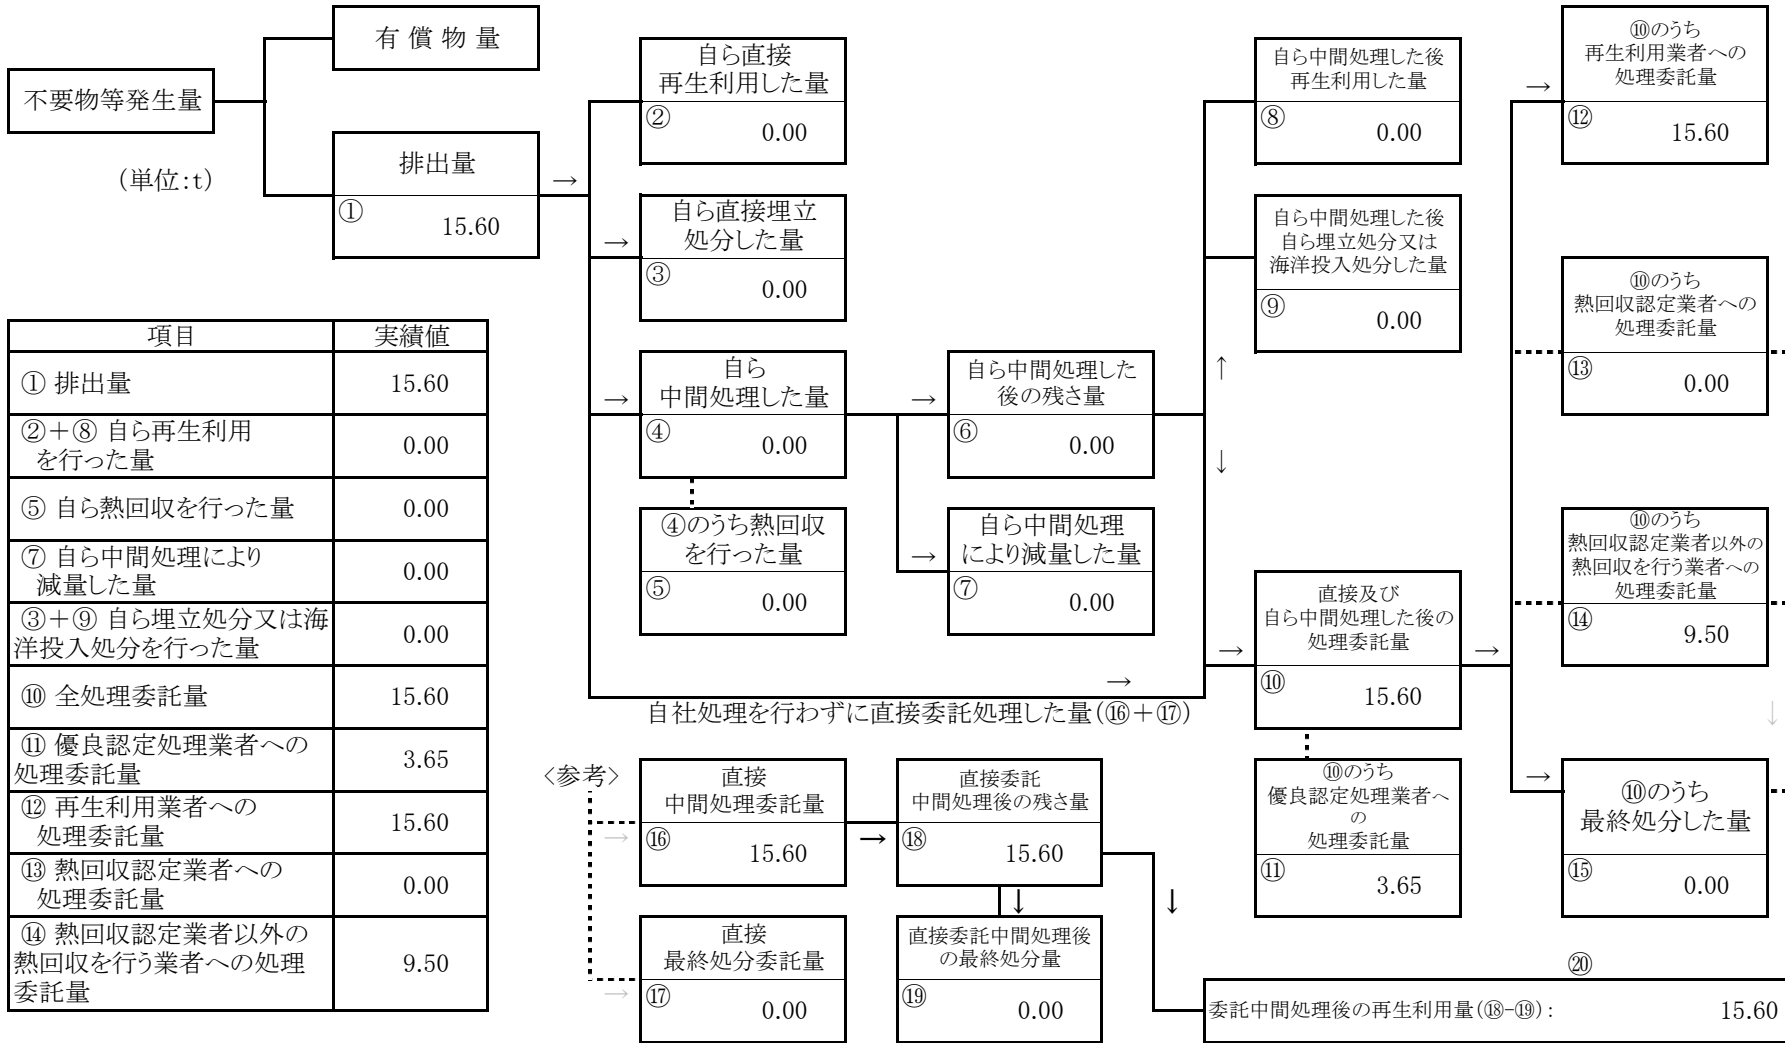 有 償 物 量
不要物等発生量
(単位:t)
排出量
①
15.60
→
自ら直接
再生利用した量
②
0.00
→
自ら直接埋立
処分した量
③
0.00
→
自ら
中間処理した量
④
0.00
④のうち熱回収
を行った量
⑤
0.00
→
自ら中間処理した
後の残さ量
⑥
0.00
→
自ら中間処理
により減量した量
⑦
0.00
自ら中間処理した後
再生利用した量
⑧
0.00
自ら中間処理した後
自ら埋立処分又は
海洋投入処分した量
⑨
0.00
↑
↓
→
自社処理を行わずに直接委託処理した量(⑯+⑰)
→
直接及び
自ら中間処理した後の
処理委託量
⑩
15.60
→
⑩のうち
優良認定処理業者へ
の
処理委託量
⑪
3.65
→
⑩のうち
再生利用業者への
処理委託量
⑫
15.60
⑩のうち
熱回収認定業者への
処理委託量
⑬
0.00
⑩のうち
熱回収認定業者以外の
熱回収を行う業者への
処理委託量
⑭
9.50
↓
→
⑩のうち
最終処分した量
⑮
0.00
項目 実績値
① 排出量 15.60
②+⑧ 自ら再生利用
を行った量 0.00
⑤ 自ら熱回収を行った量 0.00
⑦ 自ら中間処理により
減量した量 0.00
③+⑨ 自ら埋立処分又は海
洋投入処分を行った量 0.00
⑩ 全処理委託量 15.60
⑪ 優良認定処理業者への
処理委託量 3.65
⑫ 再生利用業者への
処理委託量 15.60
⑬ 熱回収認定業者への
処理委託量 0.00
⑭ 熱回収認定業者以外の
熱回収を行う業者への処理
委託量 9.50
<参考>
→
直接
中間処理委託量
⑯
15.60
→
直接委託
中間処理後の残さ量
⑱
15.60
↓
↓
→
直接
最終処分委託量
⑰
0.00
直接委託中間処理後
の最終処分量
⑲
0.00
⑳
委託中間処理後の再生利用量(⑱-⑲): 15.60